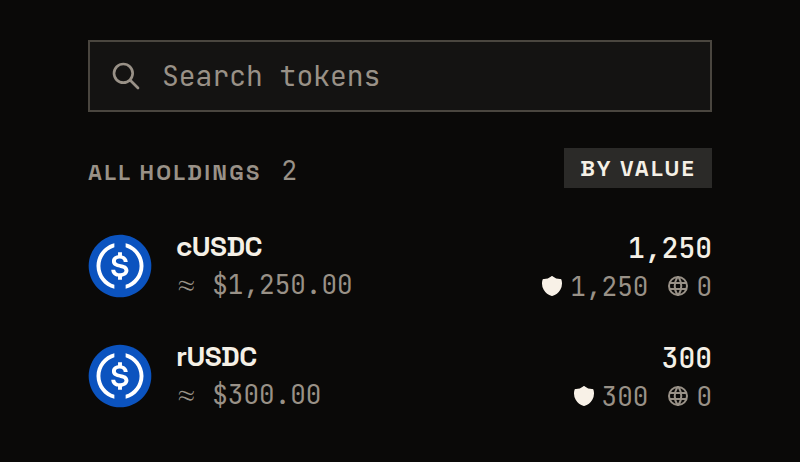 Search tokens
ALL HOLDINGS 2
BY VALUE
cUSDC
1,250
≈ $1,250.00
1,250 0
rUSDC
300
≈ $300.00
300 0